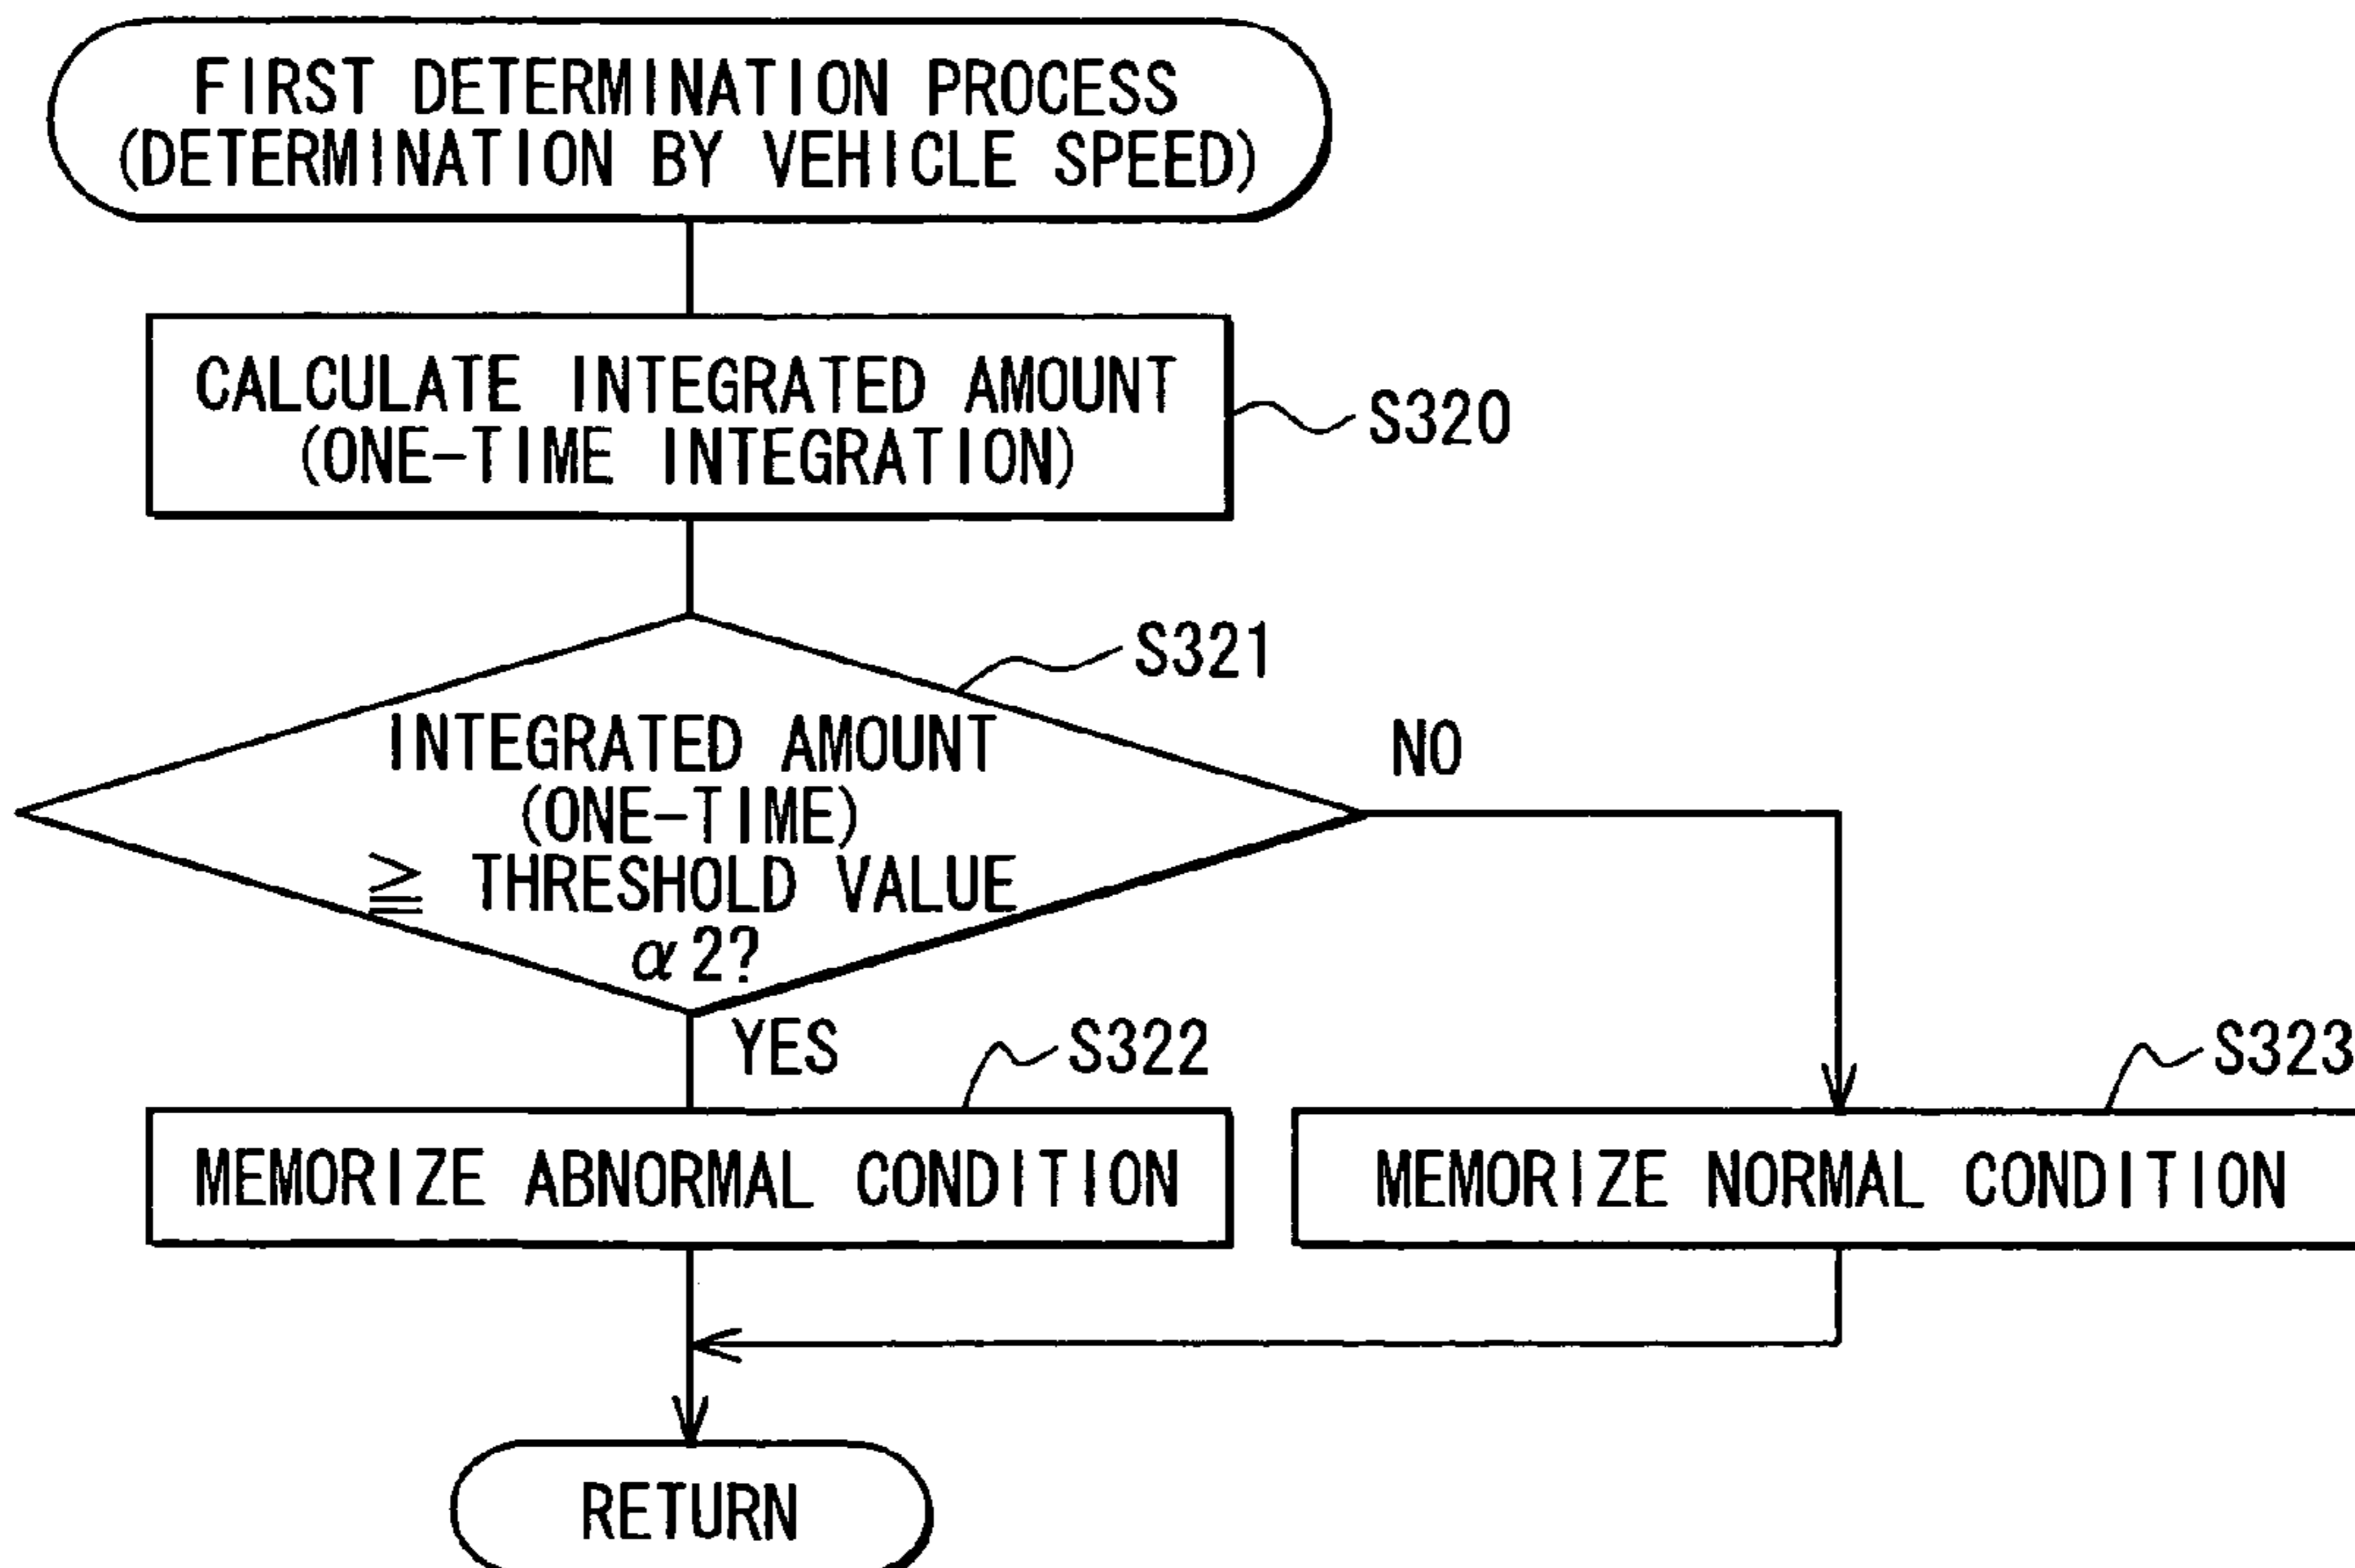 FIRST DETERMINATION PROCESS
(DETERMINATION BY VEHICLE SPEED)
CALCULATE INTEGRATED AMOUNT
(ONE-TIME INTEGRATION)
S320
S321
INTEGRATED AMOUNT
(ONE-TIME)
≧ THRESHOLD VALUE
α2?
NO
YES
S322
S323
MEMORIZE ABNORMAL CONDITION
MEMORIZE NORMAL CONDITION
RETURN